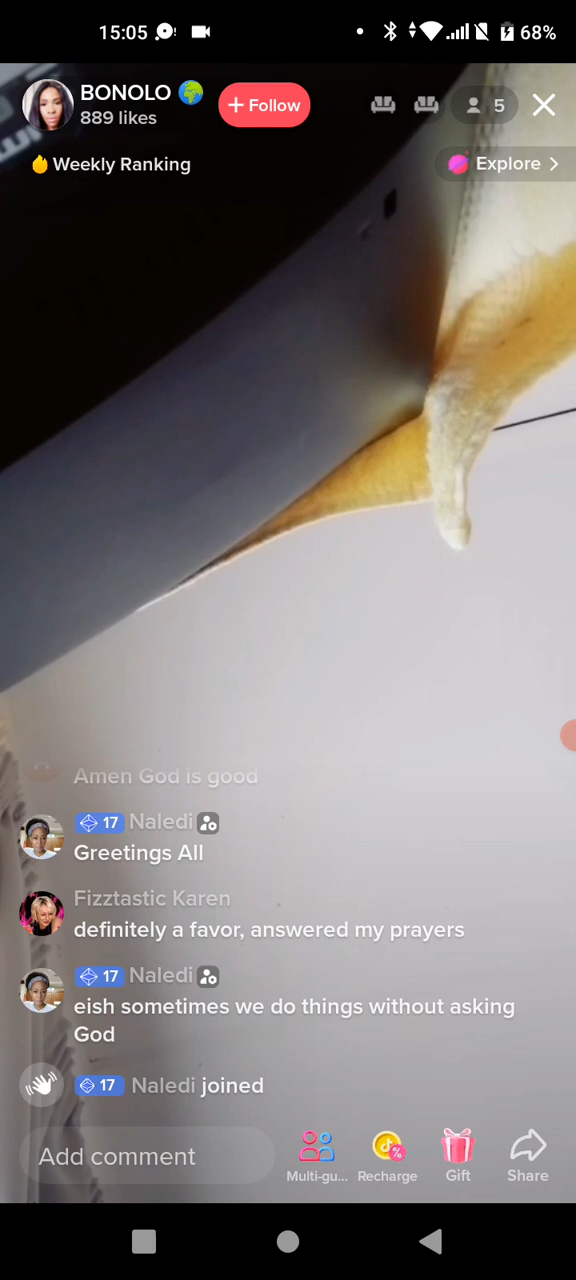 15:05
68%
BONOLO 🌍
889 likes
+ Follow
5
Weekly Ranking
Explore >
Amen God is good
17 Naledi
Greetings All
Fizztastic Karen
definitely a favor, answered my prayers
17 Naledi
eish sometimes we do things without asking
God
17 Naledi joined
Add comment
Multi-gu...
Recharge
Gift
Share